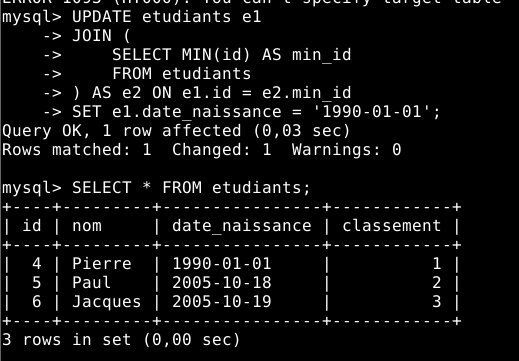 ERROR 1093 (HY000): You can't specify target table
mysql> UPDATE etudiants e1
    -> JOIN (
    ->     SELECT MIN(id) AS min_id
    ->     FROM etudiants
    -> ) AS e2 ON e1.id = e2.min_id
    -> SET e1.date_naissance = '1990-01-01';
Query OK, 1 row affected (0,03 sec)
Rows matched: 1  Changed: 1  Warnings: 0
mysql> SELECT * FROM etudiants;
+----+---------+----------------+------------+
| id | nom     | date_naissance | classement |
+----+---------+----------------+------------+
|  4 | Pierre  | 1990-01-01     |          1 |
|  5 | Paul    | 2005-10-18     |          2 |
|  6 | Jacques | 2005-10-19     |          3 |
+----+---------+----------------+------------+
3 rows in set (0,00 sec)